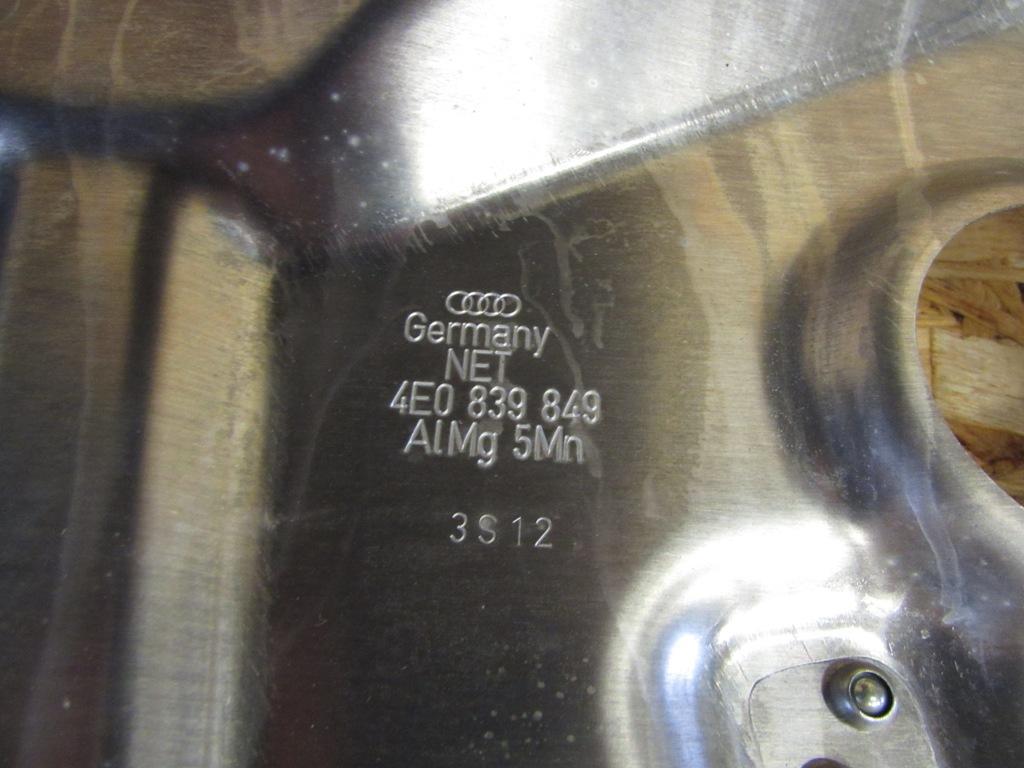 Germany
NET
4E0 839 849
AlMg 5Mn
3S12